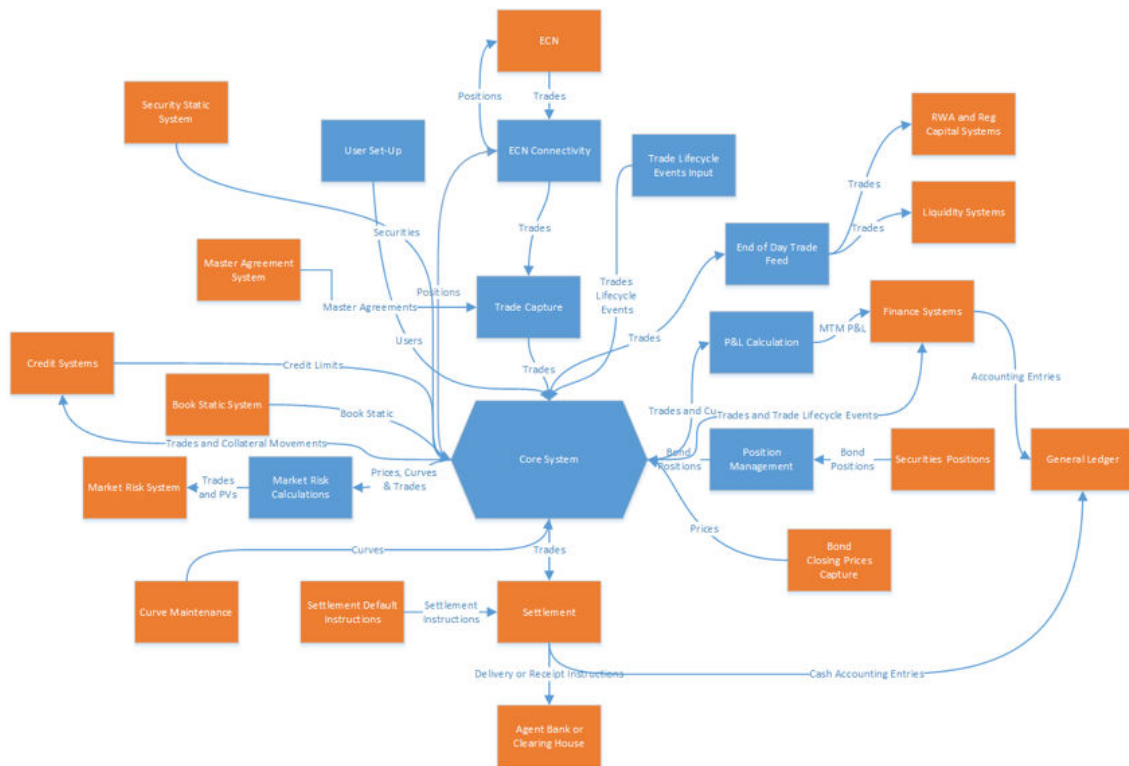 ECN
Security Static
System
Positions
Trades
RWA and Reg
Capital Systems
User Set-Up
ECN Connectivity
Trade Lifecycle
Events Input
Trades
Liquidity Systems
Trades
Securities
Trades
End of Day Trade
Feed
Master Agreement
System
Master Agreements
Positions
Trade Capture
Trades
Lifecycle
Events
Finance Systems
MTM P&L
P&L Calculation
Users
Trades
Credit Systems
Credit Limits
Trades
Accounting Entries
Book Static System
Book Static
Trades and Cu
Trades and Trade Lifecycle Events
Trades and Collateral Movements
Core System
Bond
Positions
Position
Management
Bond
Positions
Securities Positions
General Ledger
Market Risk System
Trades
and PVs
Market Risk
Calculations
Prices, Curves
& Trades
Prices
Curves
Trades
Bond
Closing Prices
Capture
Curve Maintenance
Settlement Default
Instructions
Settlement
Instructions
Settlement
Delivery or Receipt Instructions
Cash Accounting Entries
Agent Bank or
Clearing House